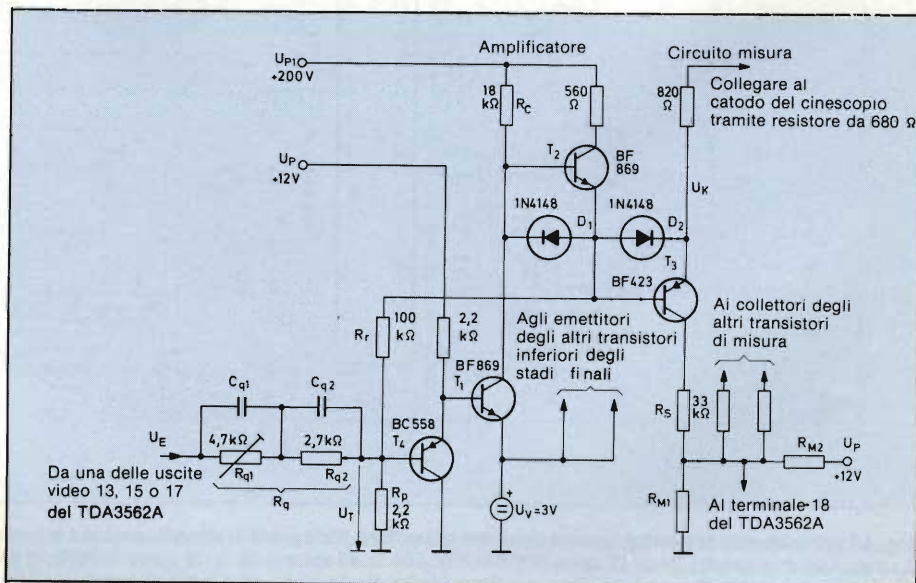 Amplificatore
Circuito misura
Collegare al
catodo del cinescopio
tramite resistore da 680 Ω
U_P1
+200 V
18
kΩ
R_C
560
Ω
820
Ω
T_2
BF
869
U_P
+12V
U_K
1N4148
D_1
1N4148
D_2
T_3
BF423
R_r
100
kΩ
2,2
kΩ
Agli emettitori
degli altri transistori
inferiori degli
stadi finali
Ai collettori degli
altri transistori
di misura
BF869
T_1
C_q1
C_q2
BC558
T_4
U_E
4,7kΩ
2,7kΩ
R_q1
R_q2
R_q
Da una delle uscite
video 13, 15 o 17
del TDA3562A
U_T
R_p
2,2
kΩ
+
U_V=3V
R_S
33
kΩ
R_M2
U_P
+12V
R_M1
Al terminale-18
del TDA3562A